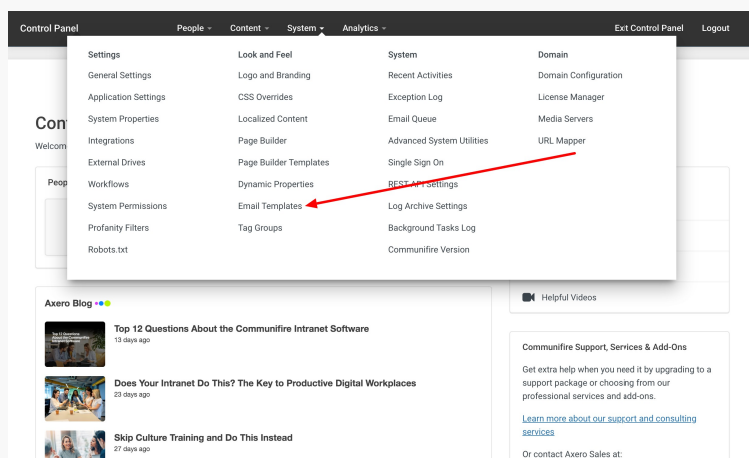 Control Panel People Content System Analytics Exit Control Panel Logout
Settings
General Settings
Application Settings
System Properties
Integrations
External Drives
Workflows
System Permissions
Profanity Filters
Robots.txt
Look and Feel
Logo and Branding
CSS Overrides
Localized Content
Page Builder
Page Builder Templates
Dynamic Properties
Email Templates
Tag Groups
System
Recent Activities
Exception Log
Email Queue
Advanced System Utilities
Single Sign On
REST API Settings
Log Archive Settings
Background Tasks Log
Communifire Version
Domain
Domain Configuration
License Manager
Media Servers
URL Mapper
Con
Welcom
Peop
Axero Blog
Top 12 Questions About the Communifire Intranet Software
13 days ago
Does Your Intranet Do This? The Key to Productive Digital Workplaces
23 days ago
Skip Culture Training and Do This Instead
27 days ago
Helpful Videos
Communifire Support, Services & Add-Ons
Get extra help when you need it by upgrading to a
support package or choosing from our
professional services and add-ons.
Learn more about our support and consulting
services
Or contact Axero Sales at: